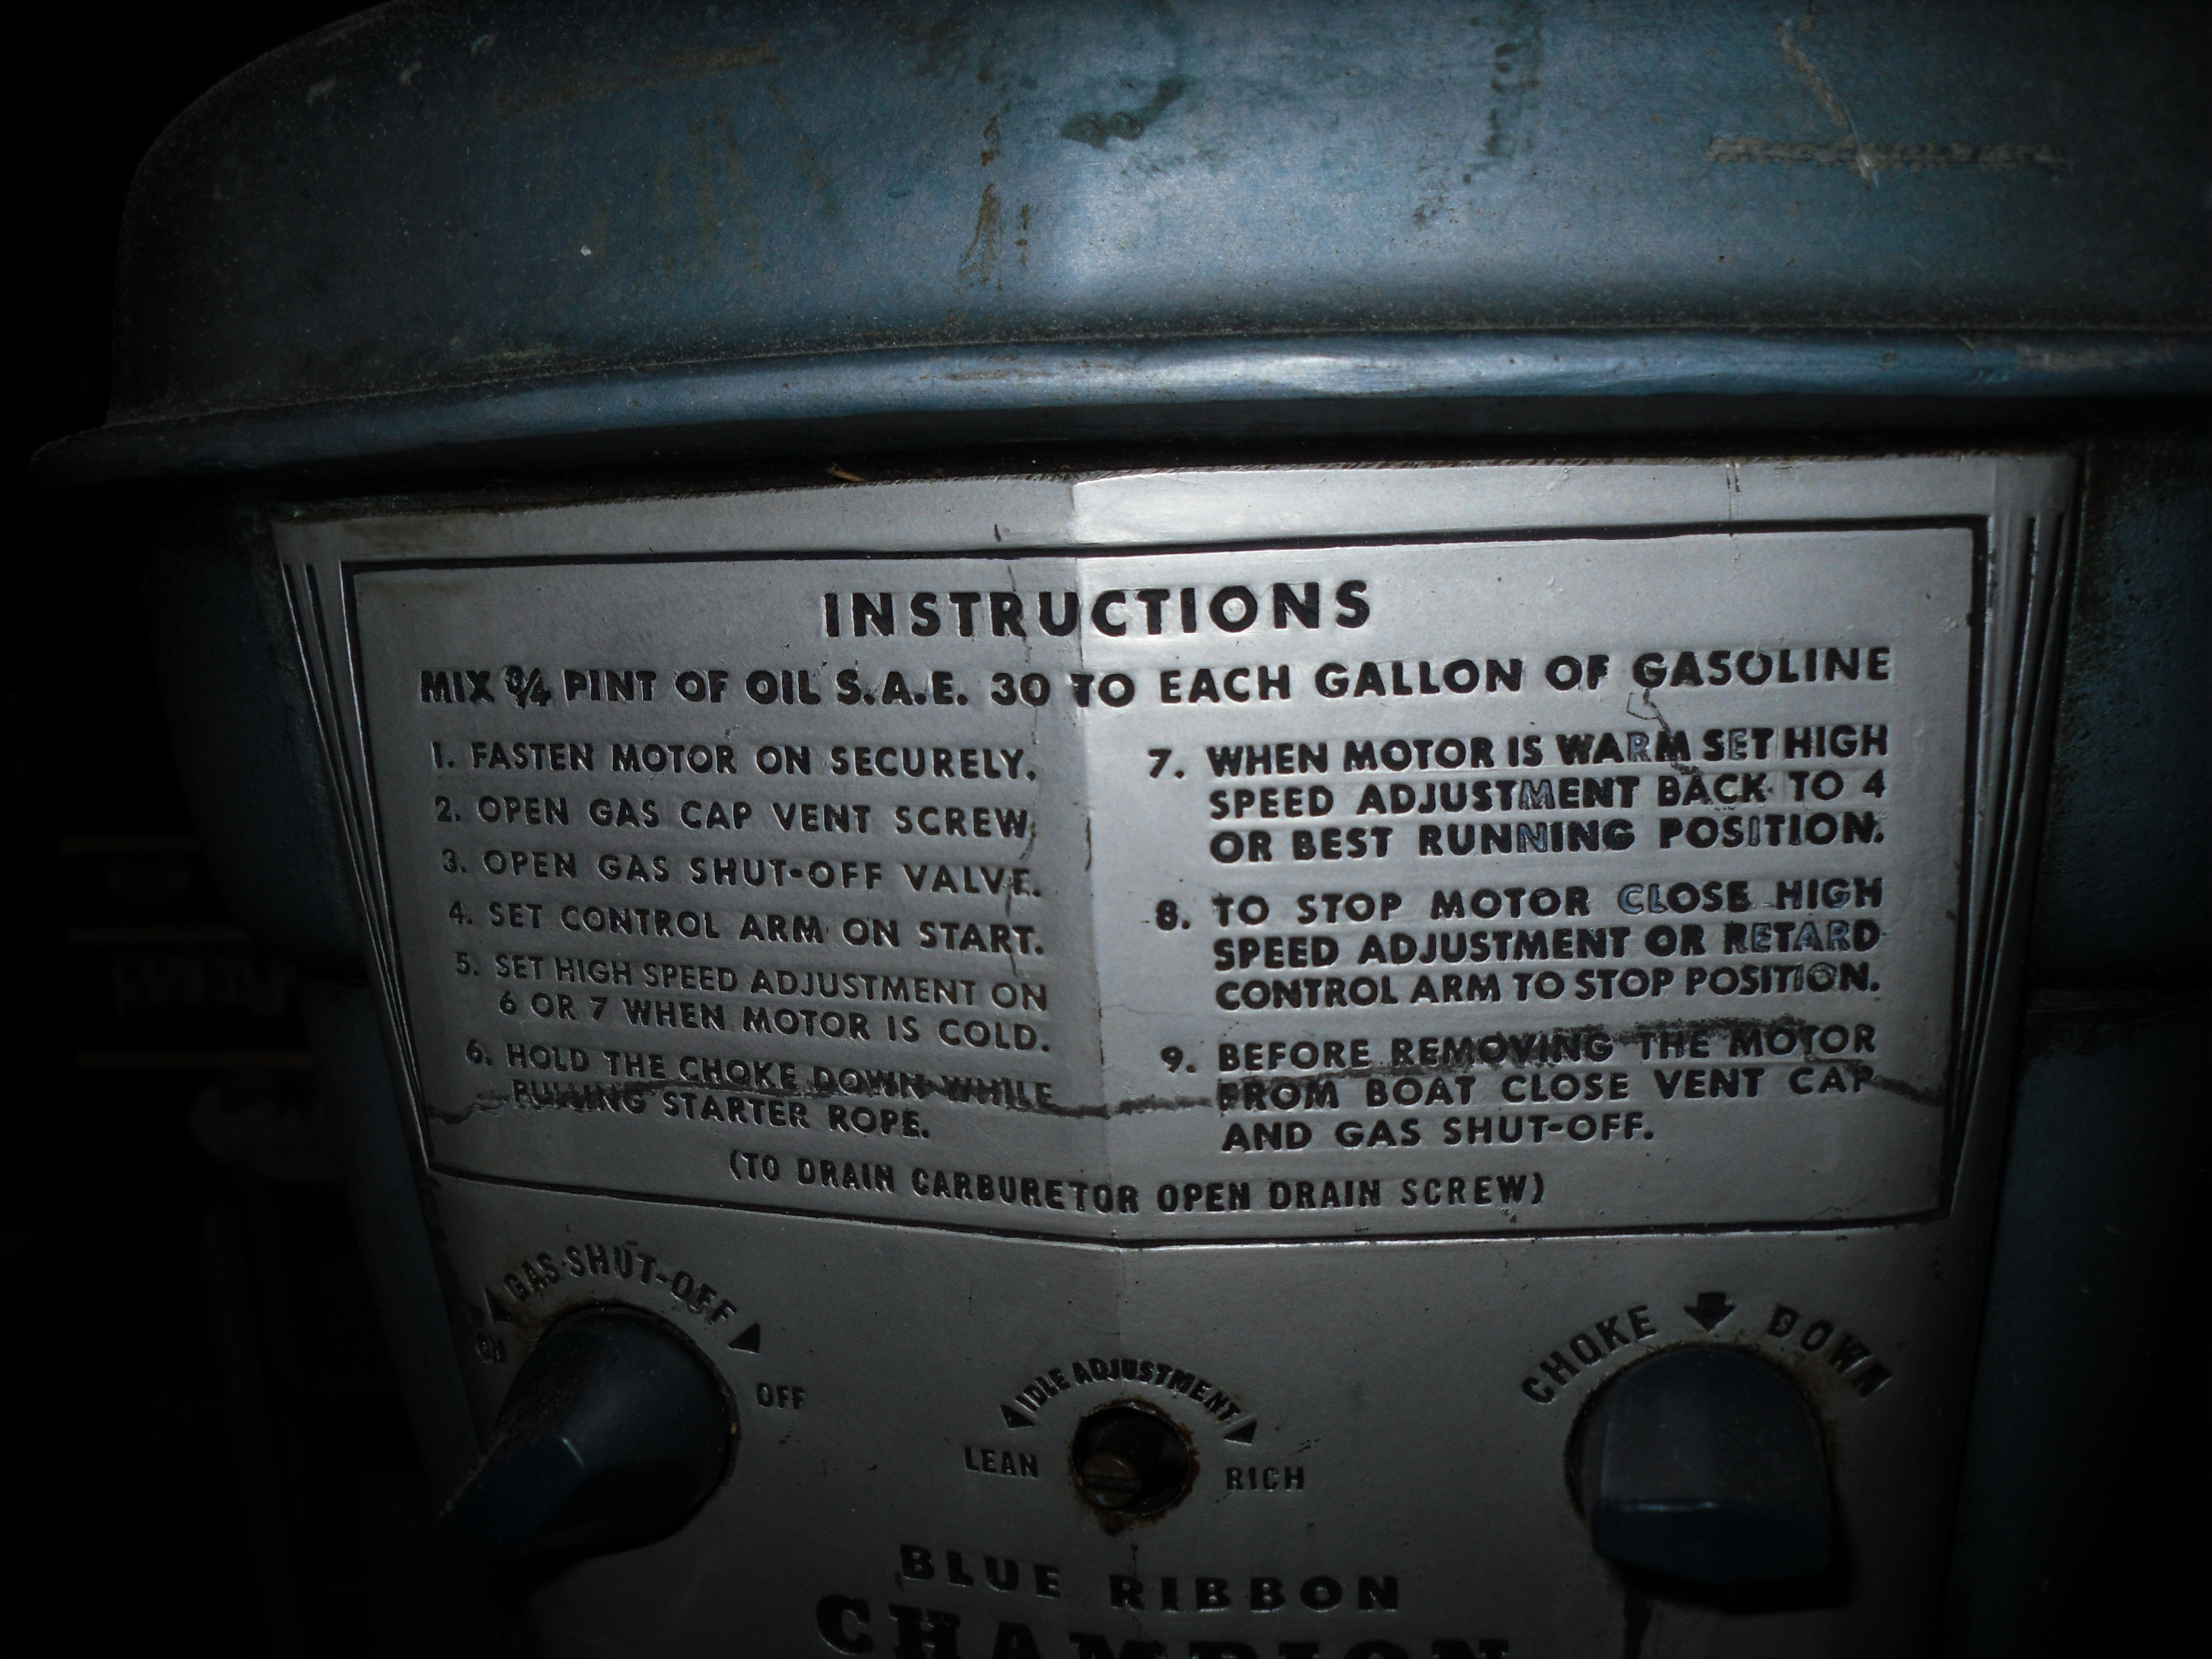 INSTRUCTIONS
MIX 3/4 PINT OF OIL S.A.E. 30 TO EACH GALLON OF GASOLINE
1. FASTEN MOTOR ON SECURELY.
2. OPEN GAS CAP VENT SCREW.
3. OPEN GAS SHUT-OFF VALVE.
4. SET CONTROL ARM ON START.
5. SET HIGH SPEED ADJUSTMENT ON
6 OR 7 WHEN MOTOR IS COLD.
6. HOLD THE CHOKE DOWN WHILE
PULLING STARTER ROPE.
7. WHEN MOTOR IS WARM SET HIGH
SPEED ADJUSTMENT BACK TO 4
OR BEST RUNNING POSITION.
8. TO STOP MOTOR CLOSE HIGH
SPEED ADJUSTMENT OR RETARD
CONTROL ARM TO STOP POSITION.
9. BEFORE REMOVING THE MOTOR
FROM BOAT CLOSE VENT CAP
AND GAS SHUT-OFF.
(TO DRAIN CARBURETOR OPEN DRAIN SCREW)
GAS SHUT-OFF
ON
OFF
IDLE ADJUSTMENT
LEAN
RICH
CHOKE DOWN
BLUE RIBBON
CHAMPION